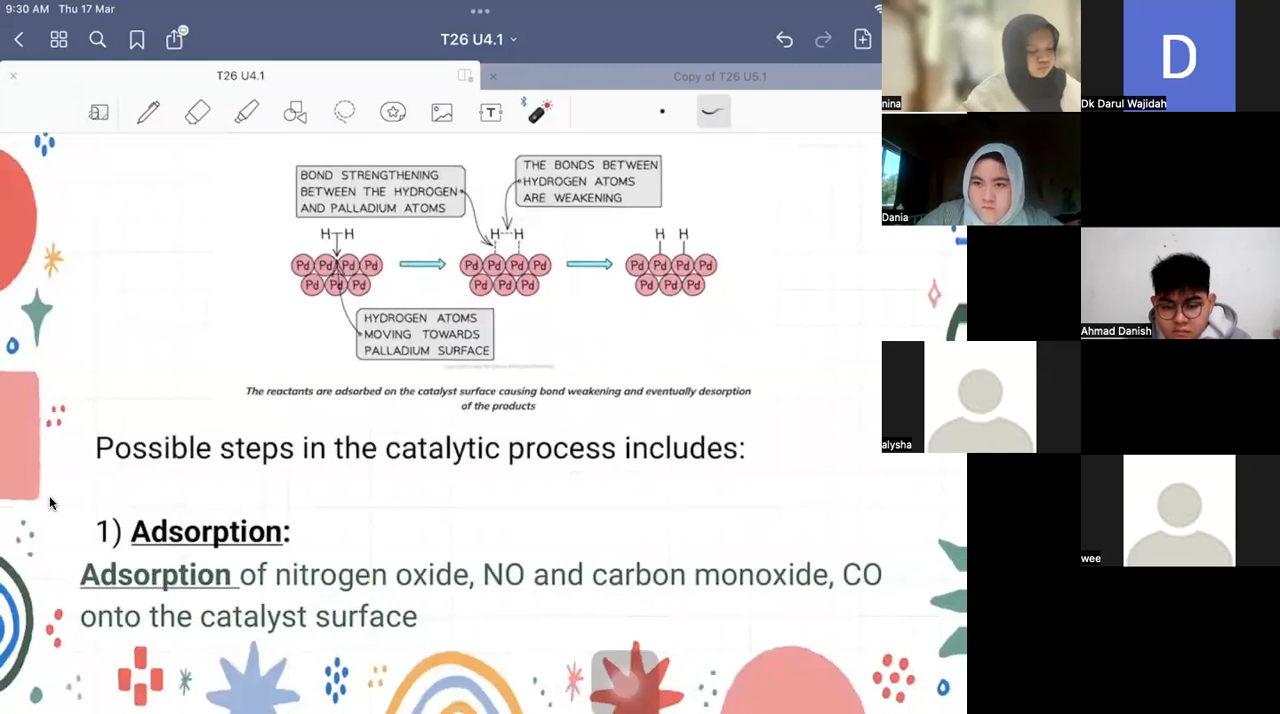 9:30 AM Thu 17 Mar
T26 U4.1
T26 U4.1
Copy of T26 U5.1
T
BOND STRENGTHENING
BETWEEN THE HYDROGEN
AND PALLADIUM ATOMS
THE BONDS BETWEEN
HYDROGEN ATOMS
ARE WEAKENING
H H H H H H
Pd Pd Pd Pd Pd Pd Pd Pd Pd Pd Pd Pd
Pd Pd Pd Pd Pd Pd Pd Pd Pd
HYDROGEN ATOMS
MOVING TOWARDS
PALLADIUM SURFACE
The reactants are adsorbed on the catalyst surface causing bond weakening and eventually desorption
of the products
Possible steps in the catalytic process includes:
1) Adsorption:
Adsorption of nitrogen oxide, NO and carbon monoxide, CO
onto the catalyst surface
nina
D
Dk Darul Wajidah
Dania
Ahmad Danish
alysha
wee